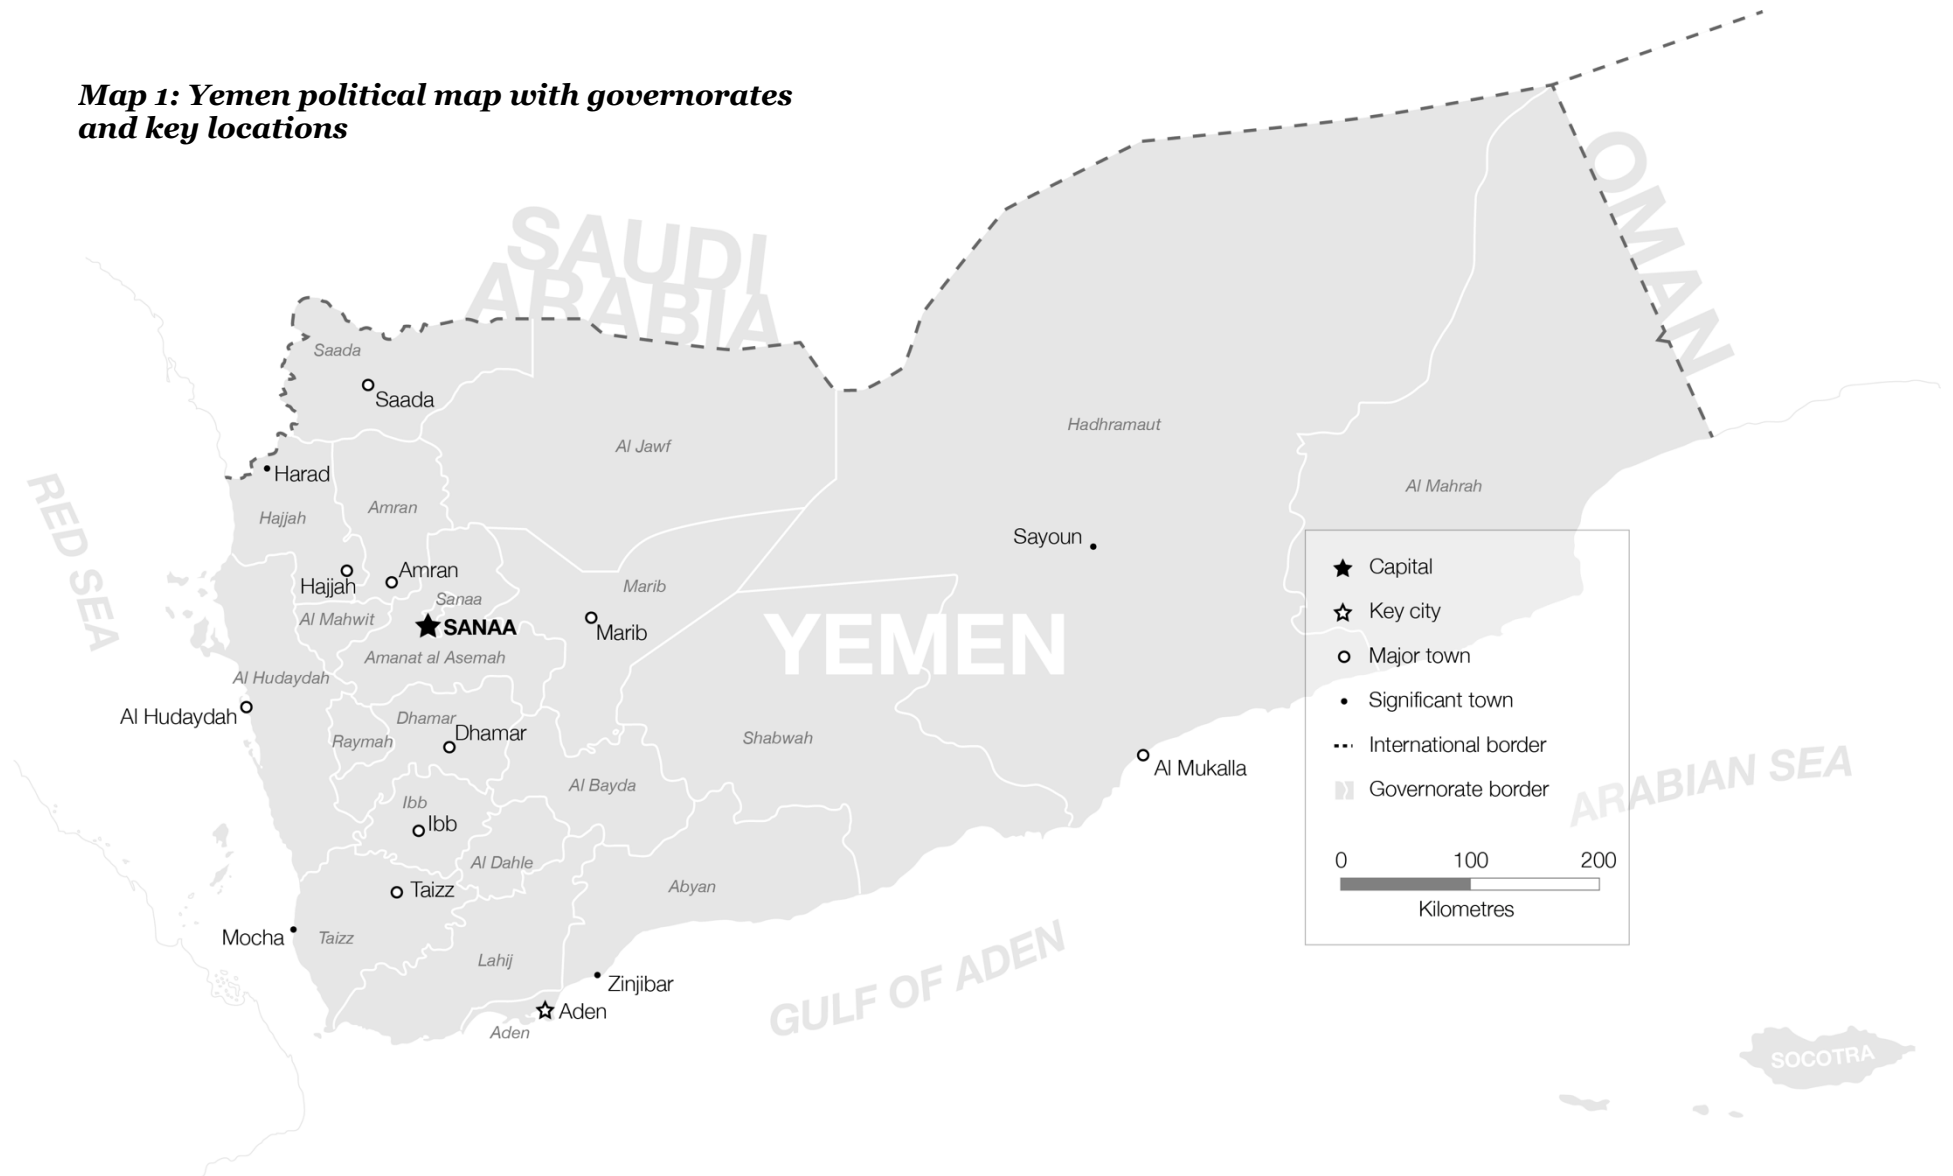 Map 1: Yemen political map with governorates
and key locations
OMAN
SAUDI
ARABIA
Saada
Saada
Hadhramaut
Al Jawf
Harad
RED SEA
Al Mahrah
Amran
Hajjah
Sayoun
Amran
Hajjah
Marib
Sanaa
Al Mahwit
SANAA
Marib
YEMEN
Amanat al Asemah
Al Hudaydah
Al Hudaydah
Dhamar
Dhamar
Raymah
Shabwah
Al Mukalla
ARABIAN SEA
Al Bayda
Ibb
Ibb
Al Dahle
Abyan
Taizz
Mocha
Taizz
Lahij
Zinjibar
GULF OF ADEN
Aden
Aden
SOCOTRA
Capital
Key city
Major town
Significant town
International border
Governorate border
0 100 200
Kilometres